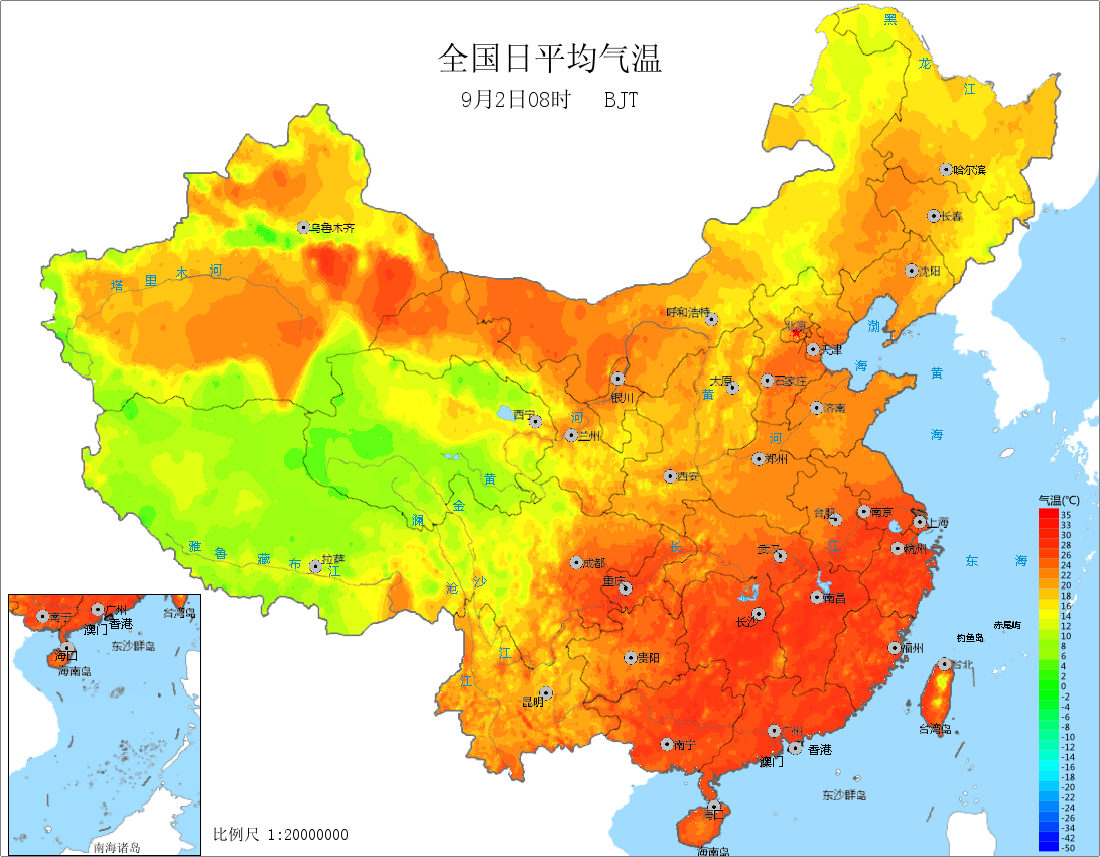 全国日平均气温
9月2日08时 BJT
黑
龙
江
哈尔滨
长春
沈阳
乌鲁木齐
塔里木河
呼和浩特
北京
天津
渤
海
黄
海
银川
太原
石家庄
黄
济南
西宁
兰州
河
河
郑州
西安
黄
金
澜
合肥
南京
上海
杭州
江
武汉
长
东海
雅鲁藏布江
拉萨
成都
重庆
沧
沙
南昌
长沙
江
江
贵阳
昆明
福州
赤尾屿
钓鱼岛
台北
台湾岛
南宁
广州
香港
澳门
东沙群岛
海口
海南岛
气温(℃)
35
33
30
28
26
24
22
20
18
16
14
12
10
8
6
4
2
0
-2
-4
-6
-8
-10
-12
-14
-16
-18
-20
-22
-24
-26
-34
-42
-50
南宁
广州
台湾岛
澳门
香港
东沙群岛
海口
海南岛
南海诸岛
比例尺 1:20000000